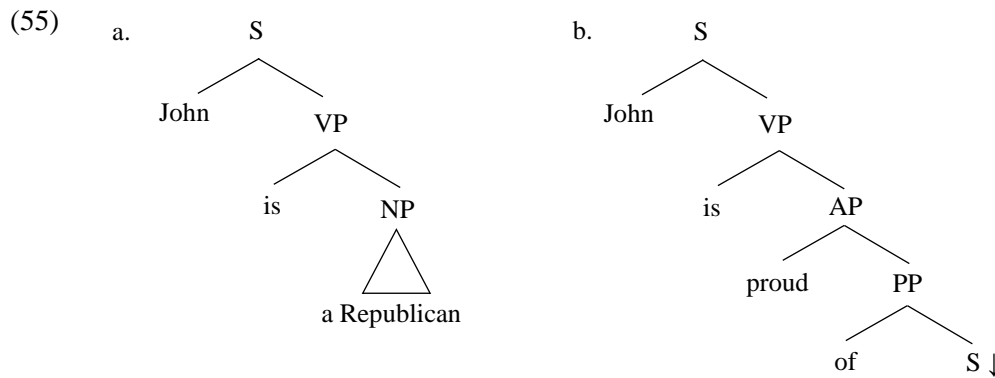 (55) a. S b. S
John VP John VP
is NP is AP
a Republican proud PP
of S ↓